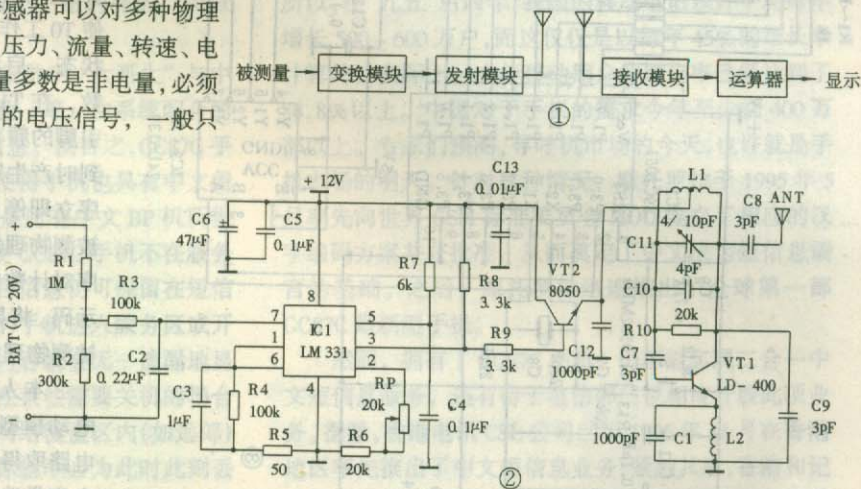 感器可以对多种物理
压力、流量、转速、电
量多数是非电量，必须
的电压信号，一般只
被测量
变换模块
发射模块
接收模块
运算器
显示
①
+12V
C6
47μF
C5
0.1μF
BAT(0~20V)
+
R1
1M
R2
300k
R3
100k
C2
0.22μF
C3
1μF
R4
100k
R5
50
R6
20k
RP
20k
C4
0.1μF
IC1
LM331
8
7
1
6
4
5
3
2
R7
6k
C13
0.01μF
R8
3.3k
R9
3.3k
VT2
8050
C12
1000pF
L1
4/10pF
C11
4pF
C10
20k
R10
C7
3pF
C8
3pF
ANT
VT1
LD-400
C9
3pF
1000pF
C1
L2
②